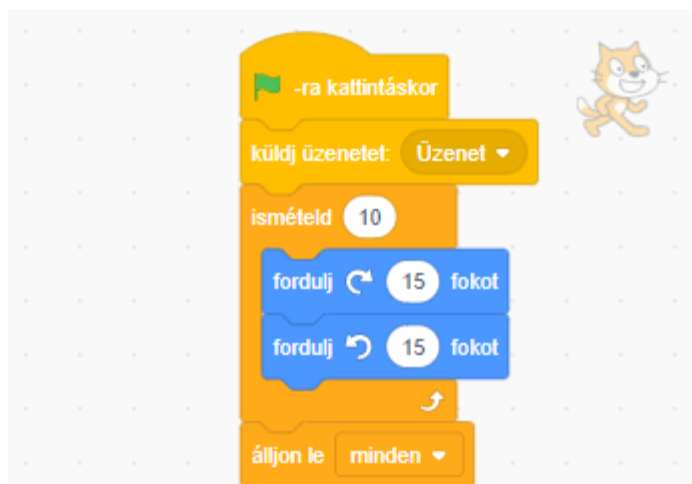 -ra kattintáskor
küldj üzenetet: Üzenet
ismételd 10
fordulj 15 fokot
fordulj 15 fokot
álljon le minden